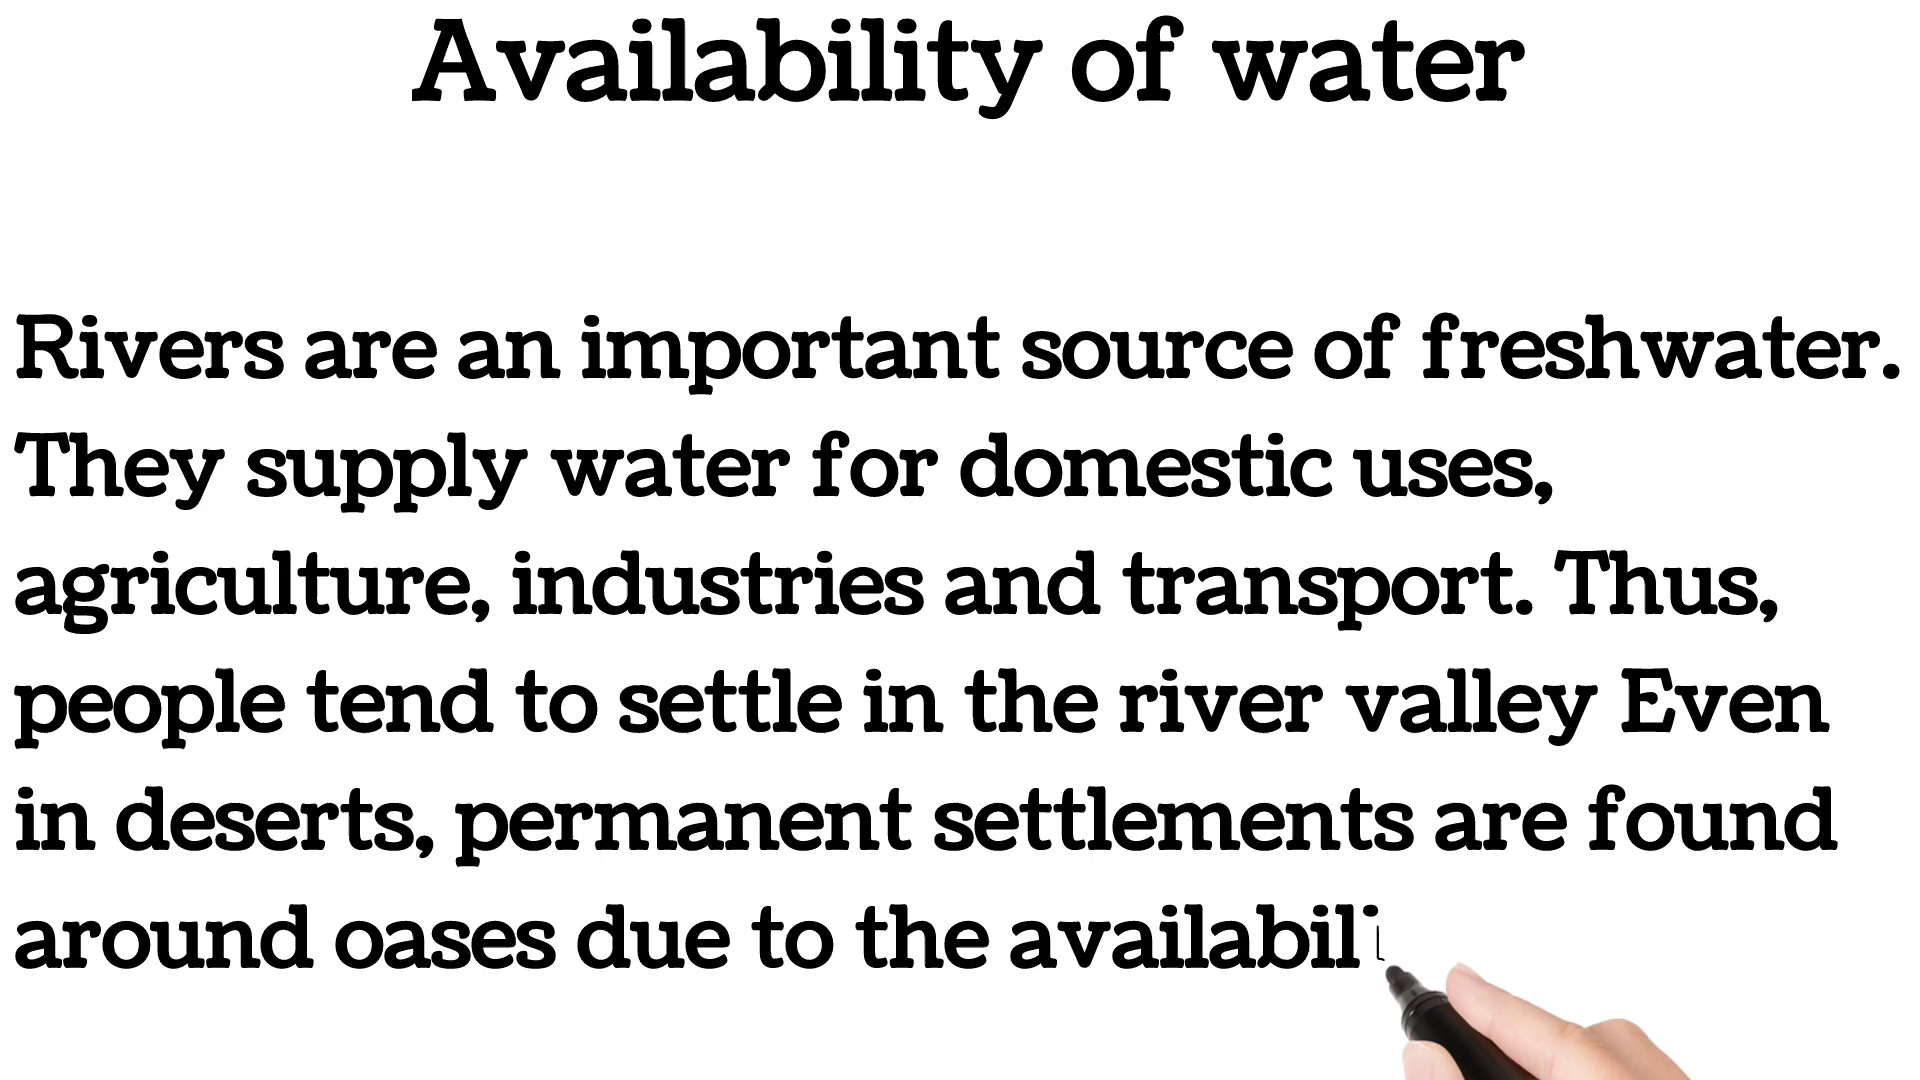 Availability of water
Rivers are an important source of freshwater.
They supply water for domestic uses,
agriculture, industries and transport. Thus,
people tend to settle in the river valley Even
in deserts, permanent settlements are found
around oases due to the availabili